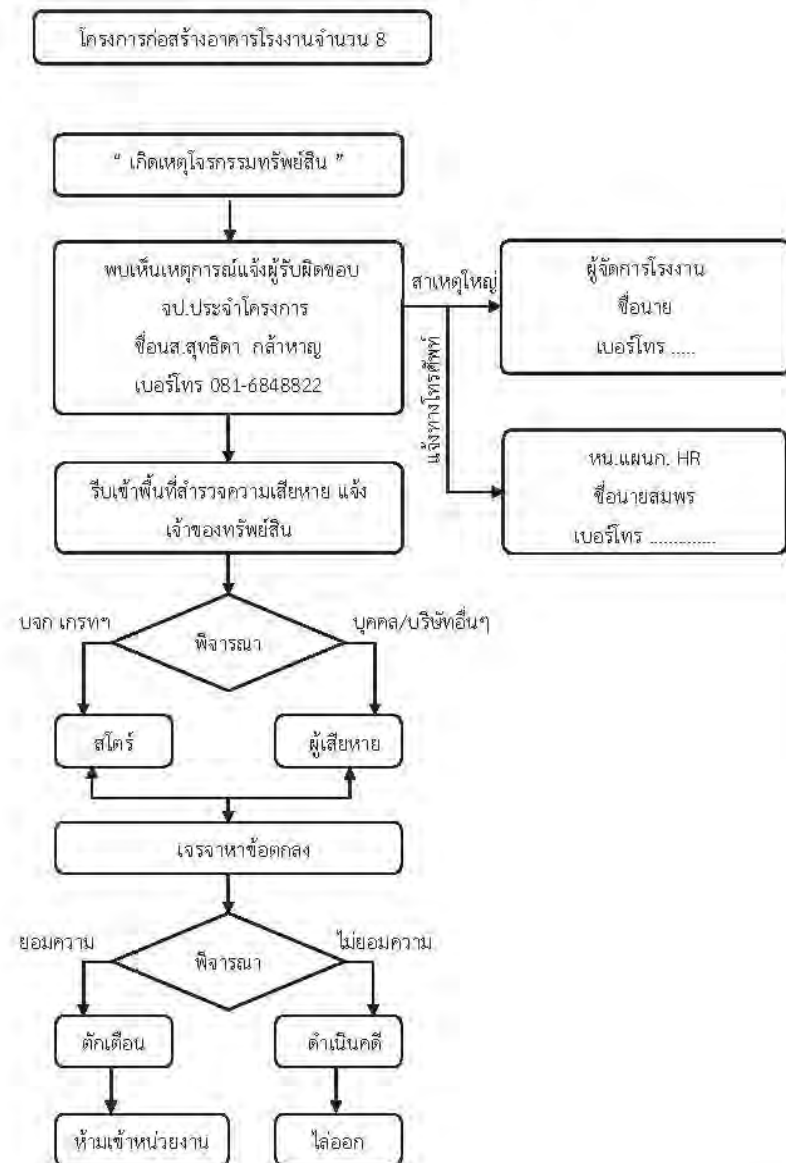 โครงการก่อสร้างอาคารโรงงานจำนวน 8
“ เกิดเหตุโจรกรรมทรัพย์สิน ”
พบเห็นเหตุการณ์แจ้งผู้รับผิดขอบ
จป.ประจำโครงการ
ชื่อนส.สุทธิดา กล้าหาญ
เบอร์โทร 081-6848822
สาเหตุใหญ่
แจ้งทางโทรศัพท์
ผู้จัดการโรงงาน
ชื่อนาย
เบอร์โทร .....
หน.แผนก. HR
ชื่อนายสมพร
เบอร์โทร .............
รีบเข้าพื้นที่สำรวจความเสียหาย แจ้ง
เจ้าของทรัพย์สิน
บจก เกรทฯ
พิจารณา
บุคคล/บริษัทอื่นๆ
สโตร์
ผู้เสียหาย
เจรจาหาข้อตกลง
ยอมความ
พิจารณา
ไม่ยอมความ
ตักเตือน
ดำเนินคดี
ห้ามเข้าหน่วยงาน
ไล่ออก